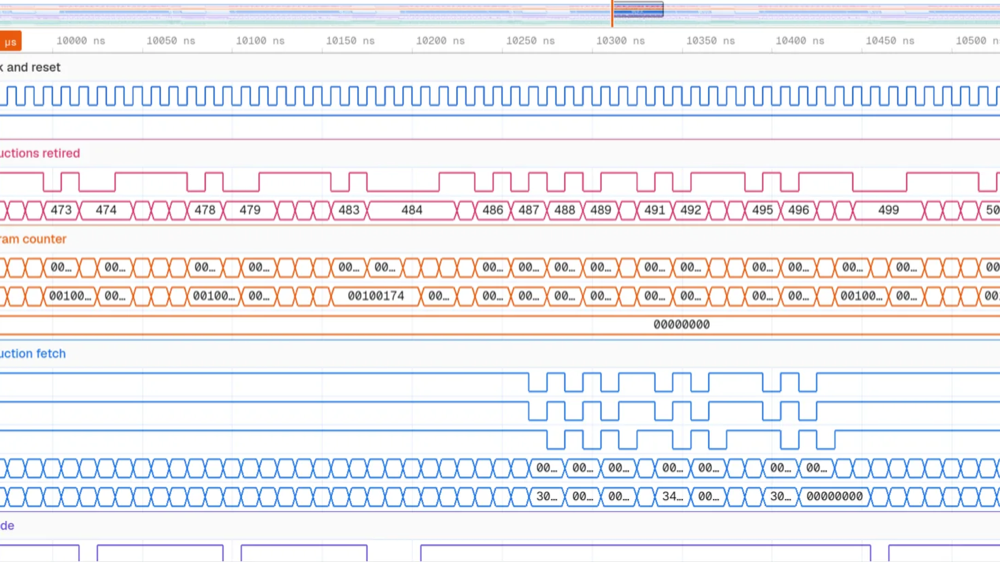 µs 10000 ns 10050 ns 10100 ns 10150 ns 10200 ns 10250 ns 10300 ns 10350 ns 10400 ns 10450 ns 10500 n
k and reset
uctions retired
473 474 478 479 483 484 486 487 488 489 491 492 495 496 499 50
ram counter
00… 00… 00… 00… 00… 00… 00… 00… 00… 00… 00… 00… 00… 00… 00… 00… 00
00100… 00… 00100… 00… 00100174 00… 00… 00… 00… 00… 00… 00… 00… 00… 00100… 00… 00
00000000
uction fetch
00… 00… 00… 00… 00… 00… 00…
30… 00… 00… 34… 00… 30… 00000000
de